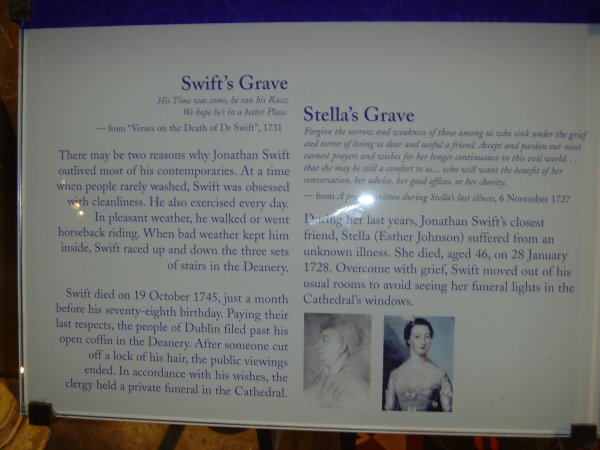 Swift's Grave
His Time was come, he ran his Race;
We hope he's in a better Place.
— from "Verses on the Death of Dr Swift", 1731
There may be two reasons why Jonathan Swift
outlived most of his contemporaries. At a time
when people rarely washed, Swift was obsessed
with cleanliness. He also exercised every day.
In pleasant weather, he walked or went
horseback riding. When bad weather kept him
inside, Swift raced up and down the three sets
of stairs in the Deanery.
Swift died on 19 October 1745, just a month
before his seventy-eighth birthday. Paying their
last respects, the people of Dublin filed past his
open coffin in the Deanery. After someone cut
off a lock of his hair, the public viewings
ended. In accordance with his wishes, the
clergy held a private funeral in the Cathedral.
Stella's Grave
Forgive the sorrow and weakness of those among us who sink under the grief
and terror of losing so dear and useful a friend. Accept and pardon our most
earnest prayers and wishes for her longer continuance in this evil world. . .
that she may be still a comfort to us... who will want the benefit of her
conversation, her advice, her good offices, or her charity.
— from A prayer written during Stella's last illness, 6 November 1727
During her last years, Jonathan Swift's closest
friend, Stella (Esther Johnson) suffered from an
unknown illness. She died, aged 46, on 28 January
1728. Overcome with grief, Swift moved out of his
usual rooms to avoid seeing her funeral lights in the
Cathedral's windows.